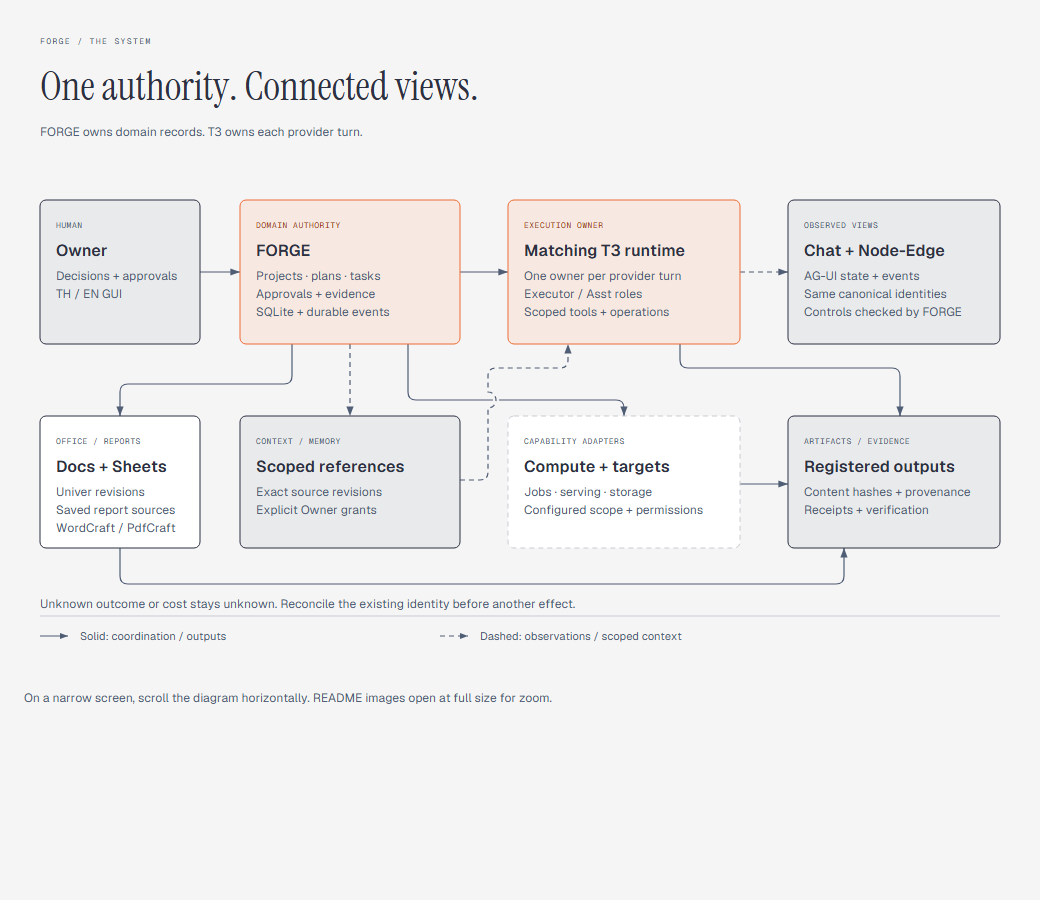 FORGE / THE SYSTEM
One authority. Connected views.
FORGE owns domain records. T3 owns each provider turn.
HUMAN
Owner
Decisions + approvals
TH / EN GUI
DOMAIN AUTHORITY
FORGE
Projects · plans · tasks
Approvals + evidence
SQLite + durable events
EXECUTION OWNER
Matching T3 runtime
One owner per provider turn
Executor / Asst roles
Scoped tools + operations
OBSERVED VIEWS
Chat + Node-Edge
AG-UI state + events
Same canonical identities
Controls checked by FORGE
OFFICE / REPORTS
Docs + Sheets
Univer revisions
Saved report sources
WordCraft / PdfCraft
CONTEXT / MEMORY
Scoped references
Exact source revisions
Explicit Owner grants
CAPABILITY ADAPTERS
Compute + targets
Jobs · serving · storage
Configured scope + permissions
ARTIFACTS / EVIDENCE
Registered outputs
Content hashes + provenance
Receipts + verification
Unknown outcome or cost stays unknown. Reconcile the existing identity before another effect.
Solid: coordination / outputs
Dashed: observations / scoped context
On a narrow screen, scroll the diagram horizontally. README images open at full size for zoom.